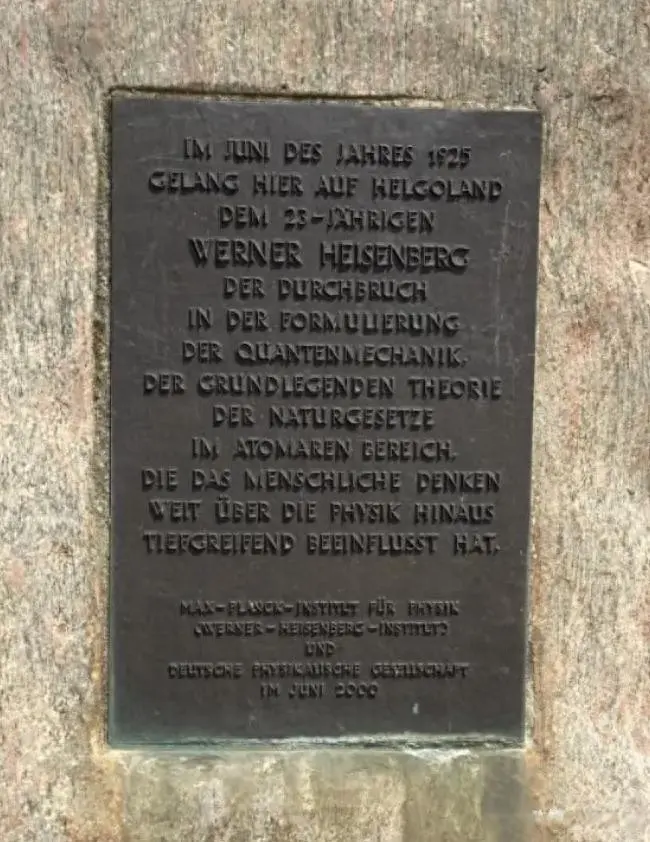 IM JUNI DES JAHRES 1925
GELANG HIER AUF HELGOLAND
DEM 23-JÄHRIGEN
WERNER HEISENBERG
DER DURCHBRUCH
IN DER FORMULIERUNG
DER QUANTENMECHANIK,
DER GRUNDLEGENDEN THEORIE
DER NATURGESETZE
IM ATOMAREN BEREICH,
DIE DAS MENSCHLICHE DENKEN
WEIT ÜBER DIE PHYSIK HINAUS
TIEFGREIFEND BEEINFLUSST HAT.
MAX-PLANCK-INSTITUT FÜR PHYSIK
(WERNER-HEISENBERG-INSTITUT)
UND
DEUTSCHE PHYSIKALISCHE GESELLSCHAFT
IM JUNI 2000